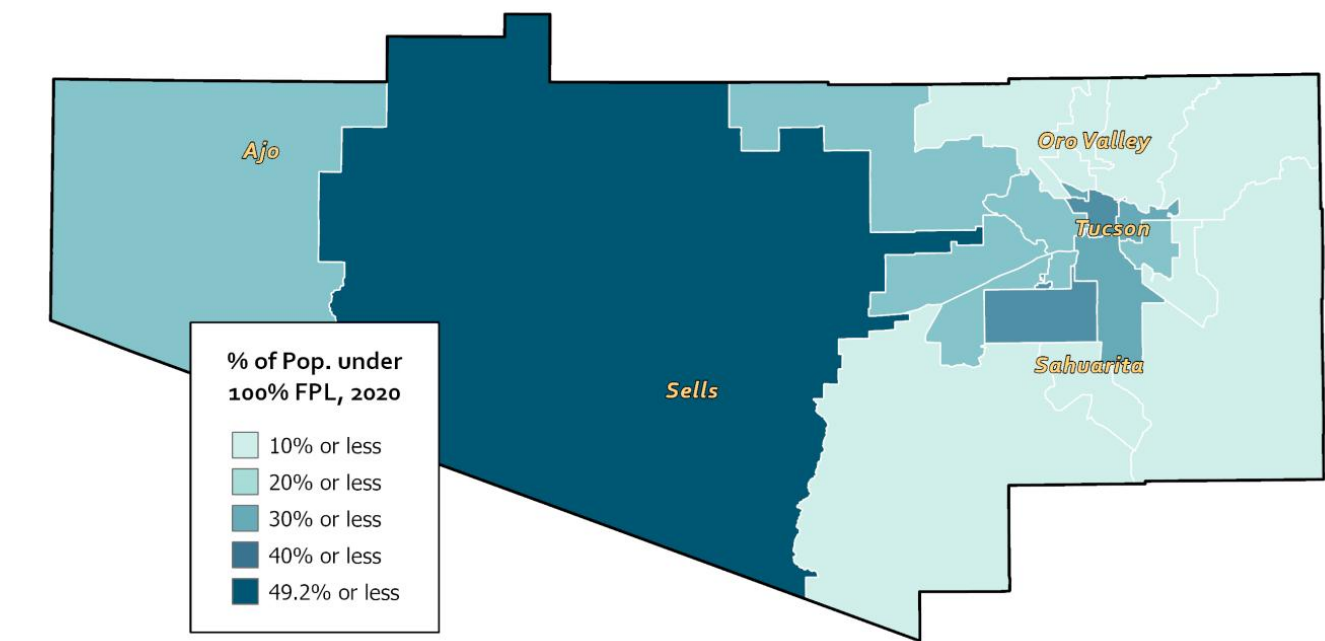 Ajo
Oro Valley
Tucson
Sahuarita
Sells
% of Pop. under
100% FPL, 2020
10% or less
20% or less
30% or less
40% or less
49.2% or less